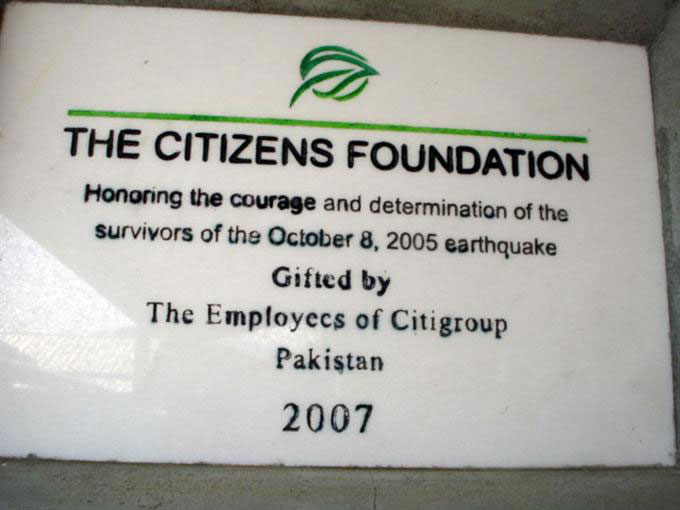 THE CITIZENS FOUNDATION
Honoring the courage and determination of the
survivors of the October 8, 2005 earthquake
Gifted by
The Employees of Citigroup
Pakistan
2007